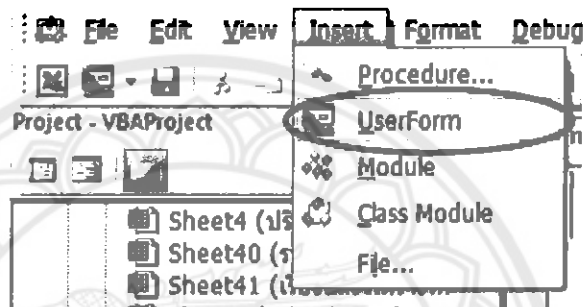 File Edit View Insert Format Debug
Procedure...
Project - VBAProject
UserForm
Module
Sheet4
Class Module
Sheet40
File...
Sheet41